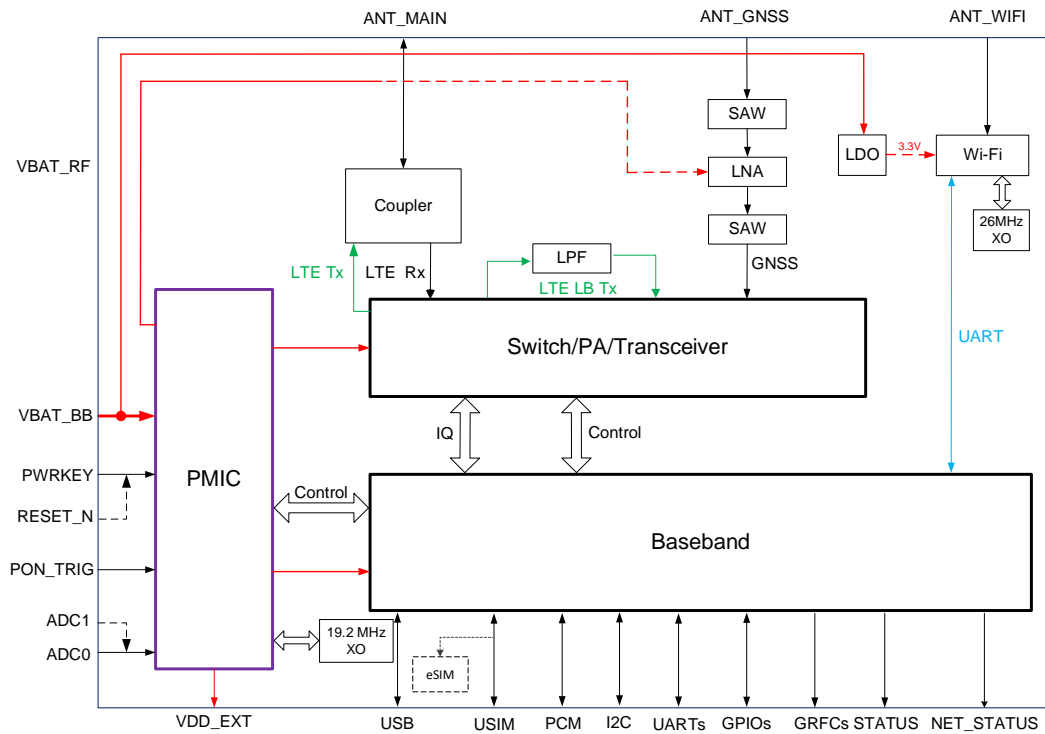 ANT_MAIN
ANT_GNSS
ANT_WIFI
SAW
VBAT_RF
LDO
3.3V
Wi-Fi
LNA
Coupler
SAW
26MHz
XO
LTE Tx
LTE Rx
LPF
GNSS
LTE LB Tx
Switch/PA/Transceiver
UART
VBAT_BB
IQ
Control
PWRKEY
PMIC
Control
RESET_N
Baseband
PON_TRIG
ADC1
19.2 MHz
XO
ADC0
eSIM
VDD_EXT
USB
USIM
PCM
I2C
UARTs
GPIOs
GRFCs
STATUS
NET_STATUS